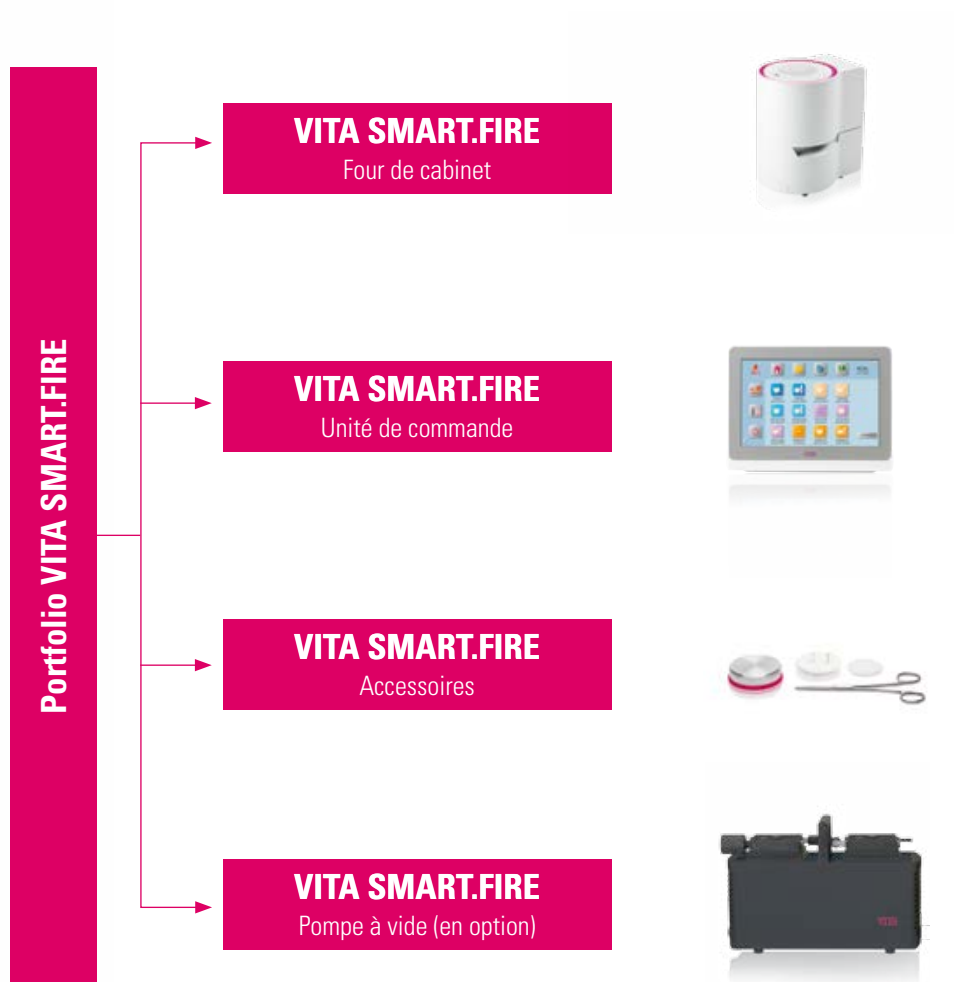 Portfolio VITA SMART.FIRE
VITA SMART.FIRE
Four de cabinet
VITA SMART.FIRE
Unité de commande
VITA SMART.FIRE
Accessoires
VITA SMART.FIRE
Pompe à vide (en option)
VITA